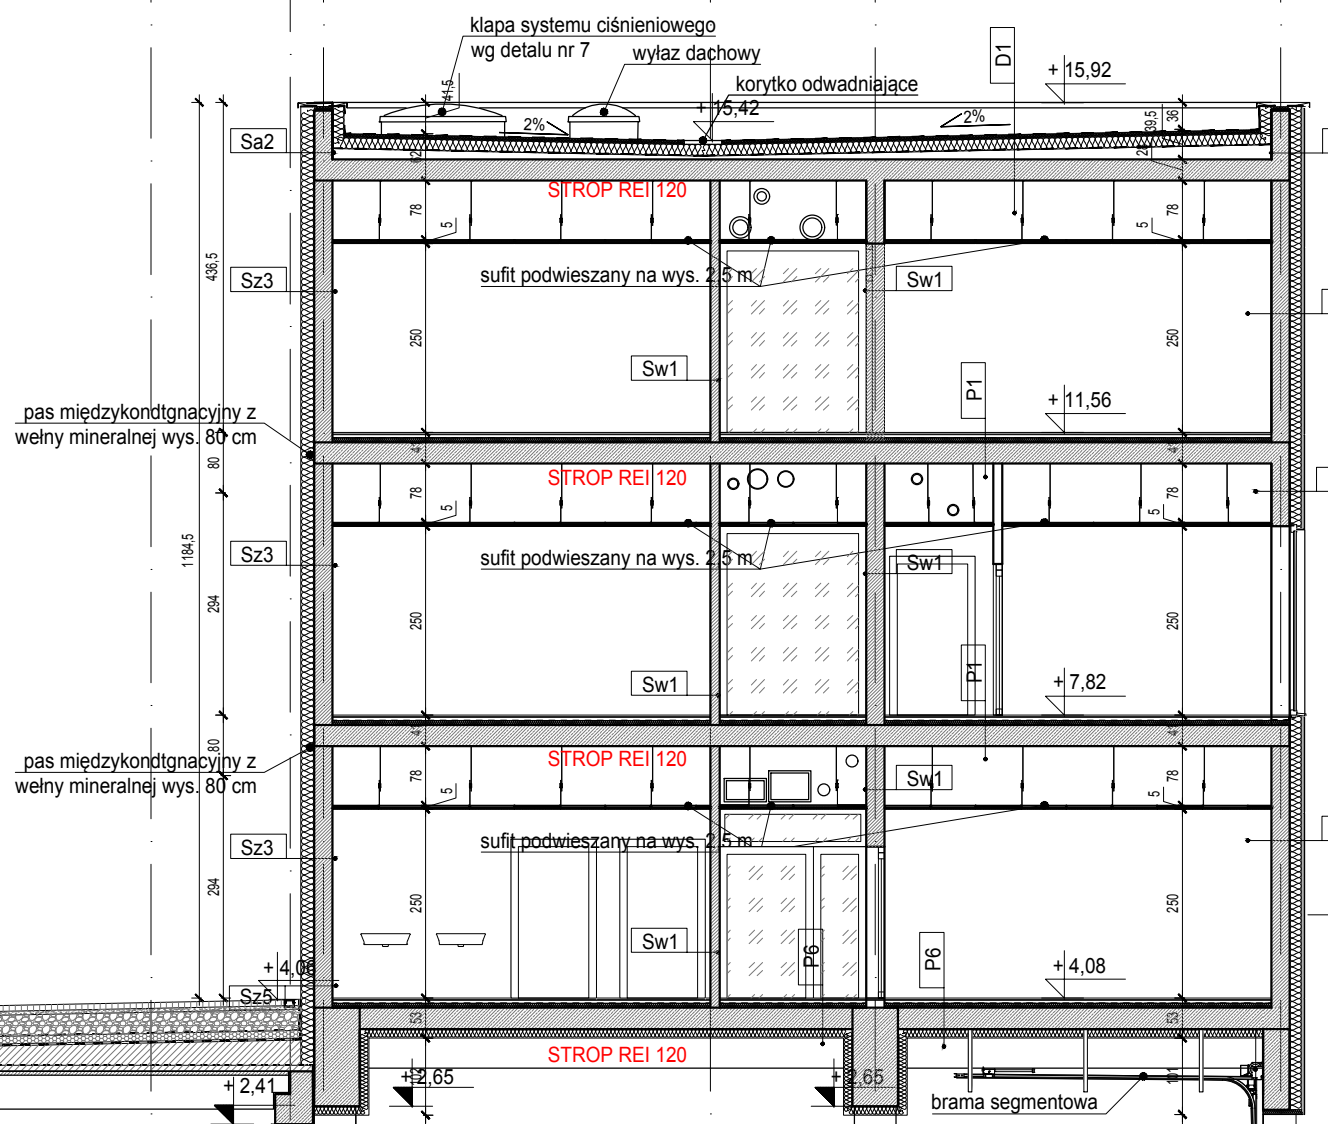 klapa systemu ciśnieniowego
wg detalu nr 7
wyłaz dachowy
korytko odwadniające
D1
+ 15,92
+ 15,42
41,5
2%
2%
39,5
36
Sa2
62
STROP REI 120
78
5
78
5
436,5
Sz3
sufit podwieszany na wys. 2,5 m
Sw1
250
250
Sw1
P1
+ 11,56
pas międzykondtgnacyjny z
wełny mineralnej wys. 80 cm
80
41
41
STROP REI 120
78
5
78
5
1184,5
Sz3
sufit podwieszany na wys. 2,5 m
Sw1
294
250
250
Sw1
P1
+ 7,82
pas międzykondtgnacyjny z
wełny mineralnej wys. 80 cm
80
41
41
STROP REI 120
78
5
78
5
Sw1
Sz3
sufit podwieszany na wys. 2,5 m
294
250
250
Sw1
P6
P6
+ 4,06
+ 4,08
Sz5
53
53
STROP REI 120
+ 2,41
+ 2,65
+ 2,65
101
brama segmentowa